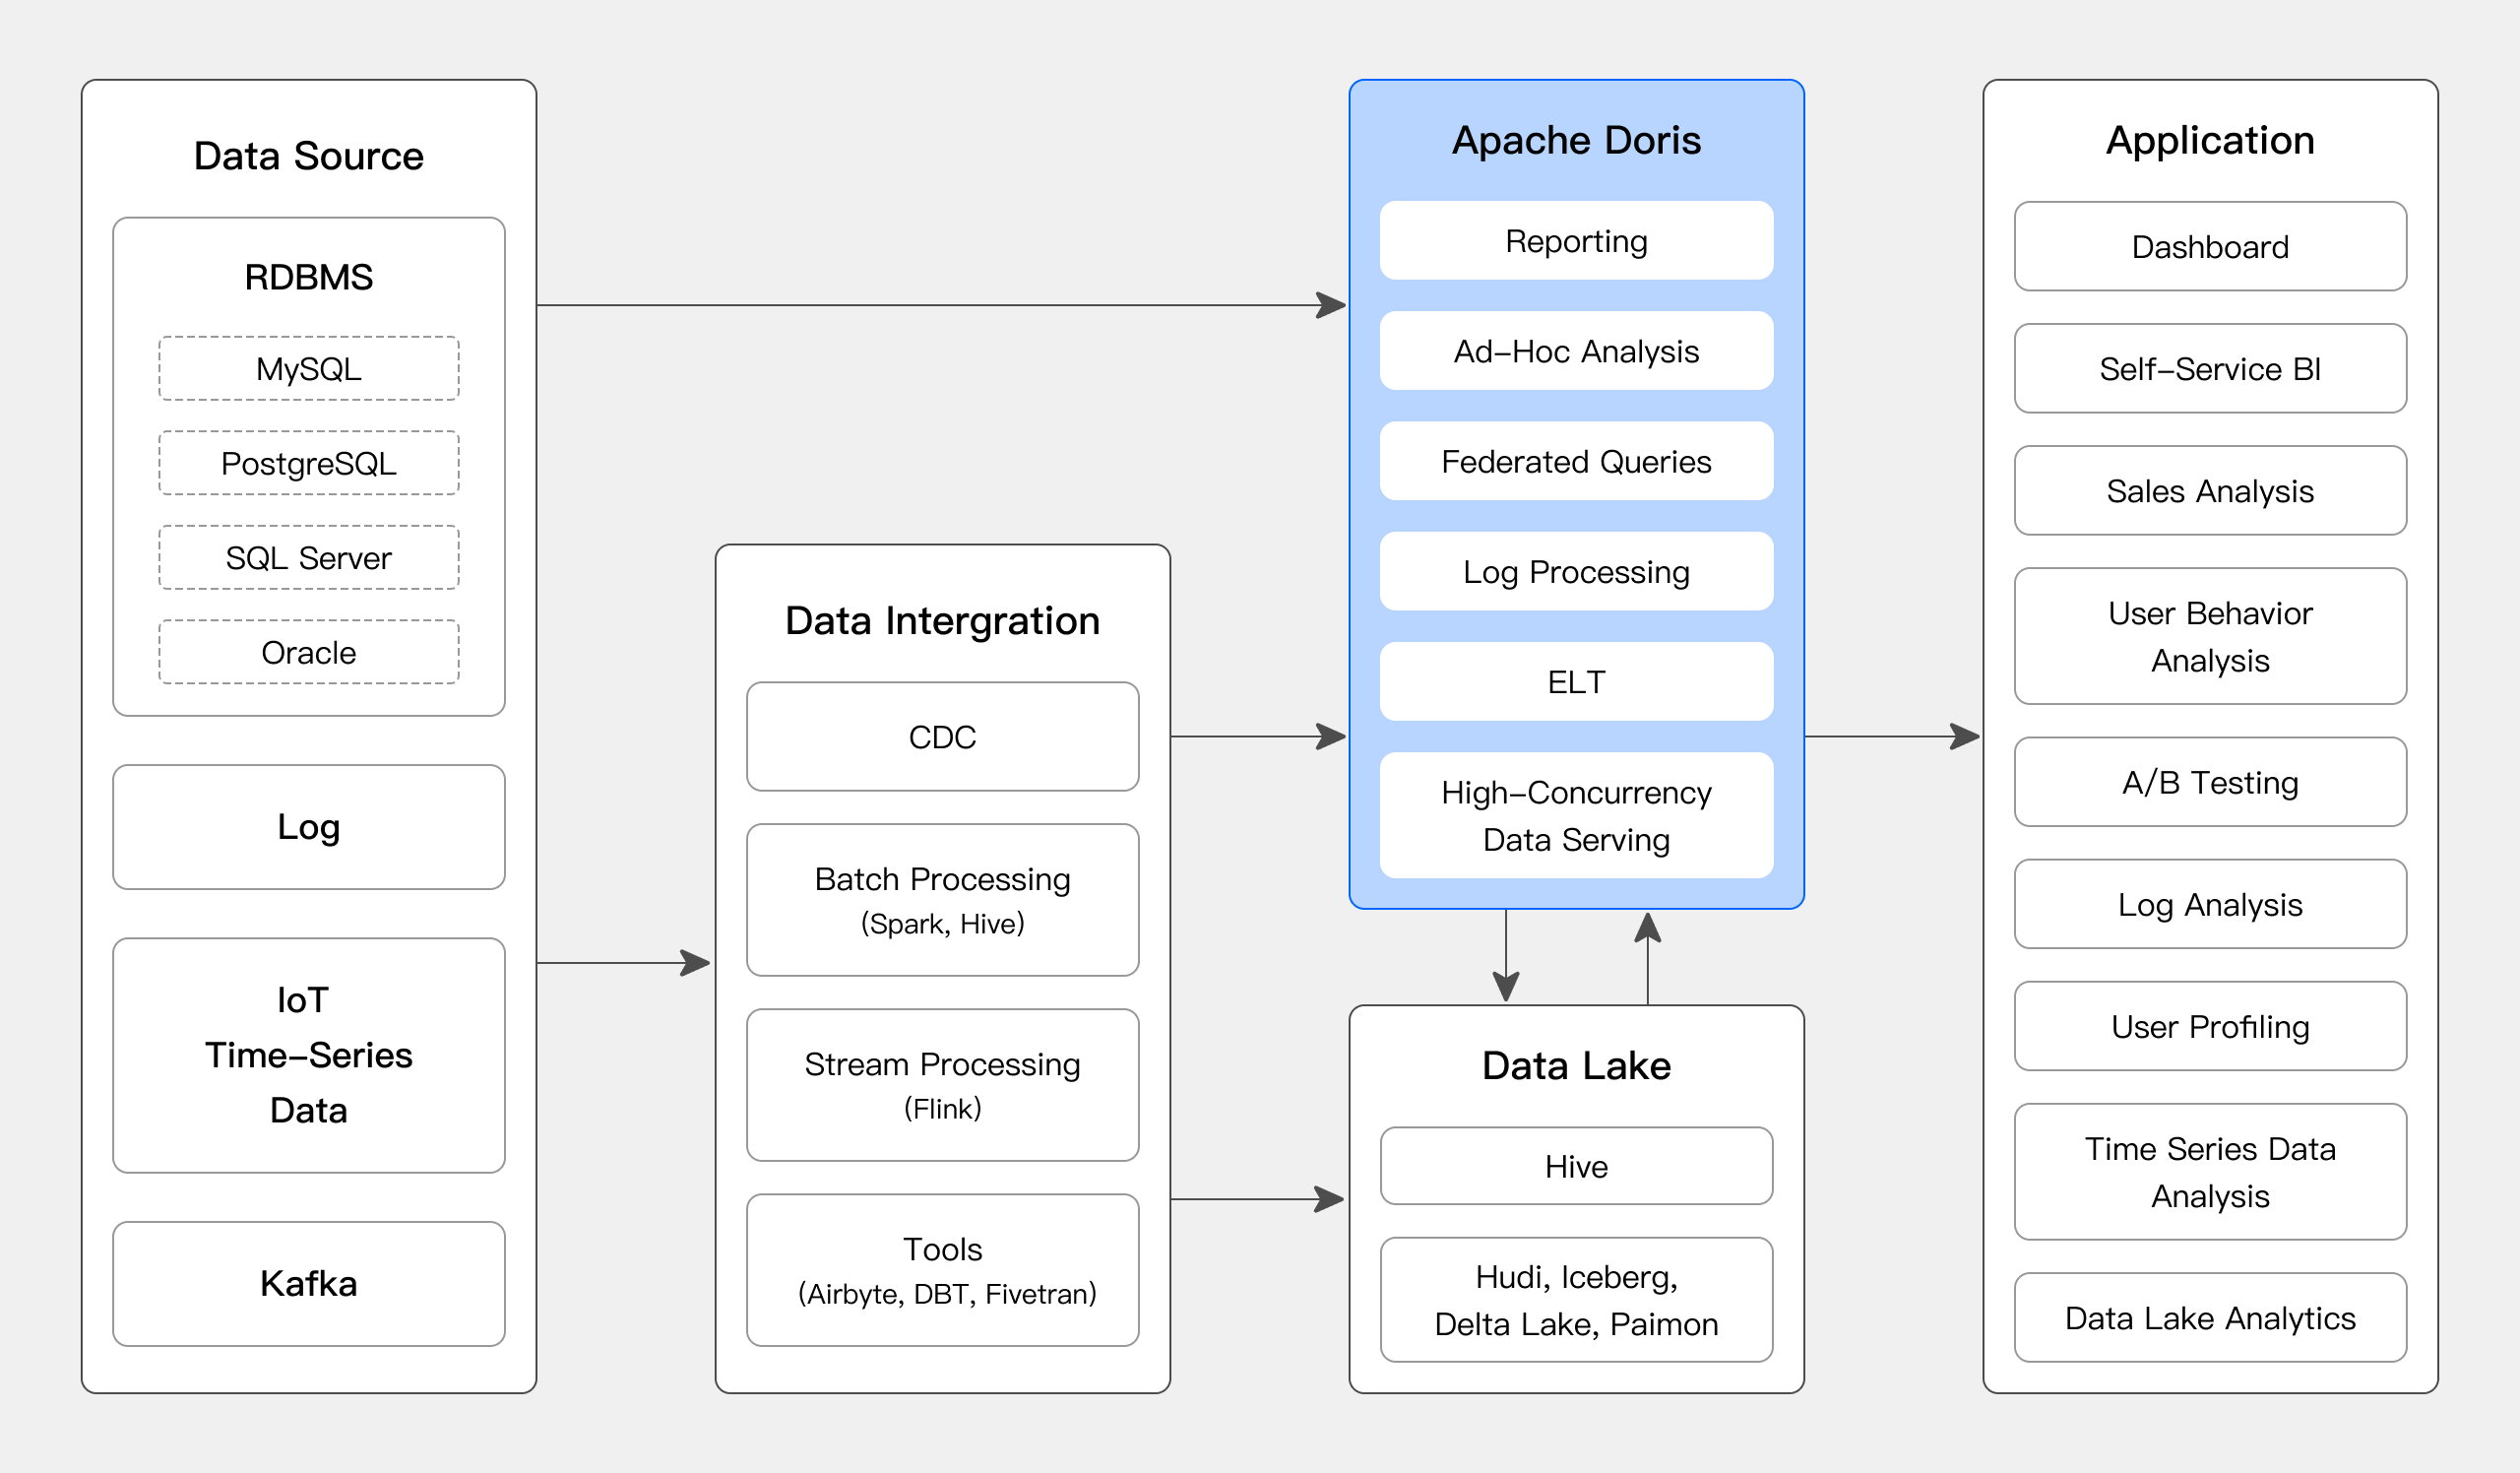 Data Source
RDBMS
MySQL
PostgreSQL
SQL Server
Oracle
Log
IoT
Time-Series
Data
Kafka
Data Intergration
CDC
Batch Processing
(Spark, Hive)
Stream Processing
(Flink)
Tools
(Airbyte, DBT, Fivetran)
Apache Doris
Reporting
Ad-Hoc Analysis
Federated Queries
Log Processing
ELT
High-Concurrency
Data Serving
Data Lake
Hive
Hudi, Iceberg,
Delta Lake, Paimon
Application
Dashboard
Self-Service BI
Sales Analysis
User Behavior
Analysis
A/B Testing
Log Analysis
User Profiling
Time Series Data
Analysis
Data Lake Analytics